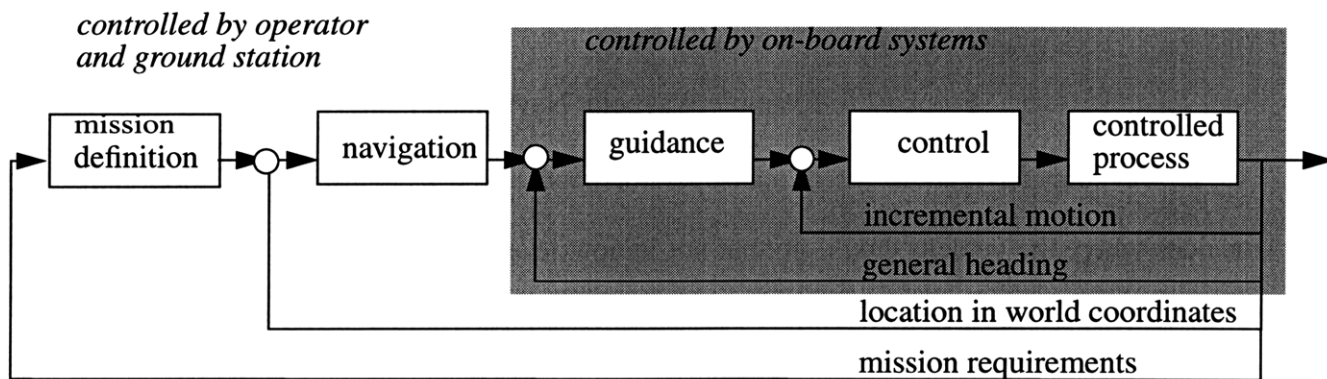 controlled by operator
and ground station
controlled by on-board systems
mission
definition
navigation
guidance
control
controlled
process
incremental motion
general heading
location in world coordinates
mission requirements